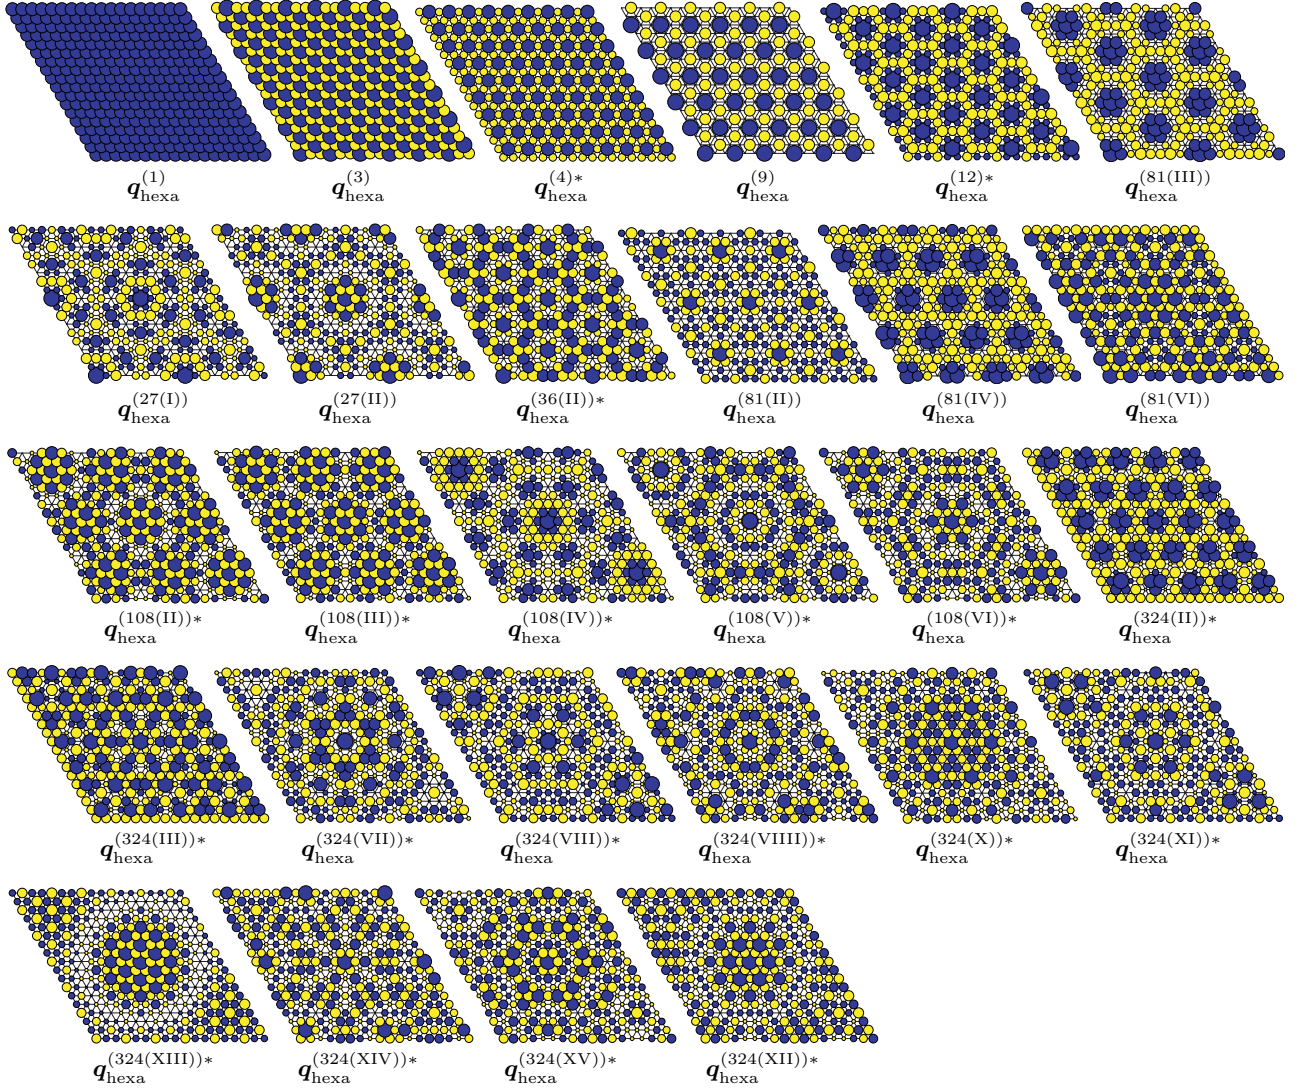 q_hexa^(1) q_hexa^(3) q_hexa^(4)* q_hexa^(9) q_hexa^(12)* q_hexa^(81(III))
q_hexa^(27(I)) q_hexa^(27(II)) q_hexa^(36(II))* q_hexa^(81(II)) q_hexa^(81(IV)) q_hexa^(81(VI))
q_hexa^(108(II))* q_hexa^(108(III))* q_hexa^(108(IV))* q_hexa^(108(V))* q_hexa^(108(VI))* q_hexa^(324(II))*
q_hexa^(324(III))* q_hexa^(324(VII))* q_hexa^(324(VIII))* q_hexa^(324(VIIII))* q_hexa^(324(X))* q_hexa^(324(XI))*
q_hexa^(324(XIII))* q_hexa^(324(XIV))* q_hexa^(324(XV))* q_hexa^(324(XII))*